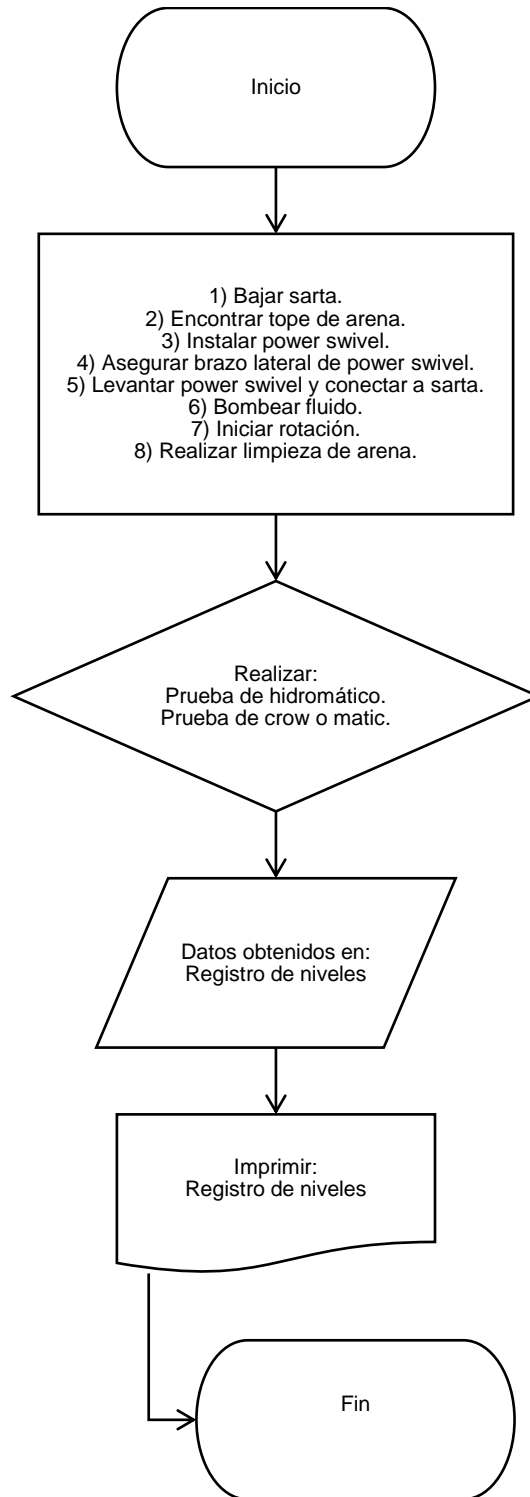 Inicio
1) Bajar sarta.
2) Encontrar tope de arena.
3) Instalar power swivel.
4) Asegurar brazo lateral de power swivel.
5) Levantar power swivel y conectar a sarta.
6) Bombear fluido.
7) Iniciar rotación.
8) Realizar limpieza de arena.
Realizar:
Prueba de hidromático.
Prueba de crow o matic.
Datos obtenidos en:
Registro de niveles
Imprimir:
Registro de niveles
Fin